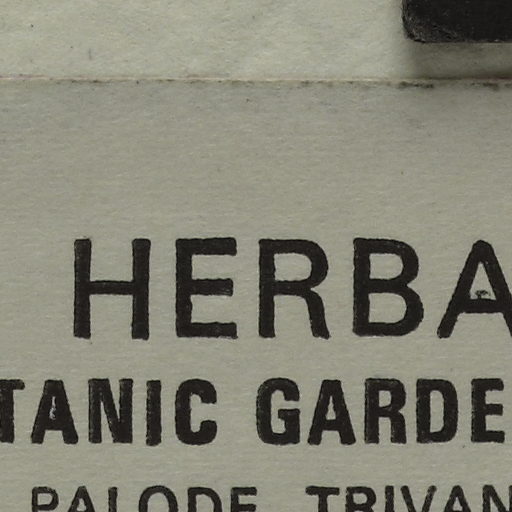 HERBA
TANIC GARDE
PALODE TRIVAN